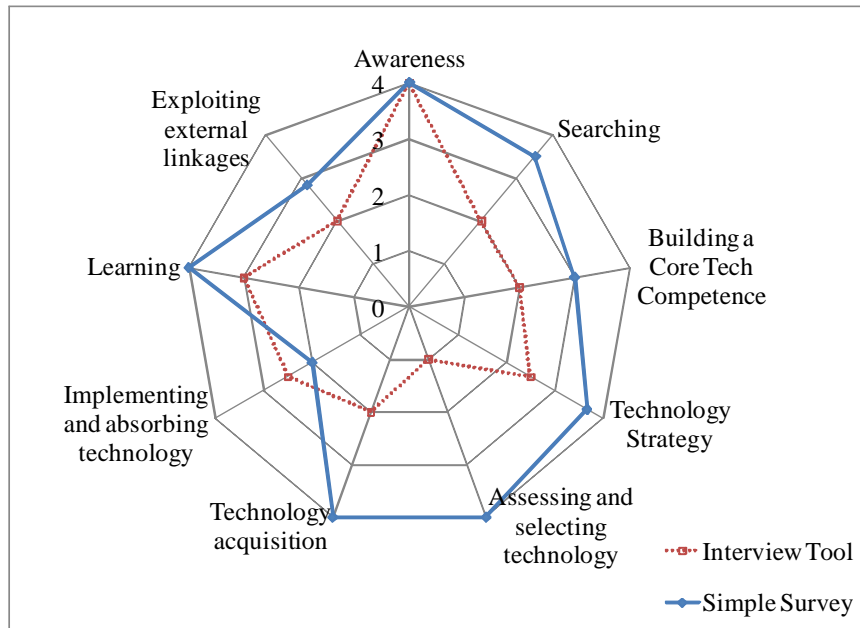 Awareness
4
Exploiting
external
linkages
Searching
3
2
Building a
Core Tech
Competence
Learning
1
0
Implementing
and absorbing
technology
Technology
Strategy
Technology
acquisition
Assessing and
selecting
technology
Interview Tool
Simple Survey